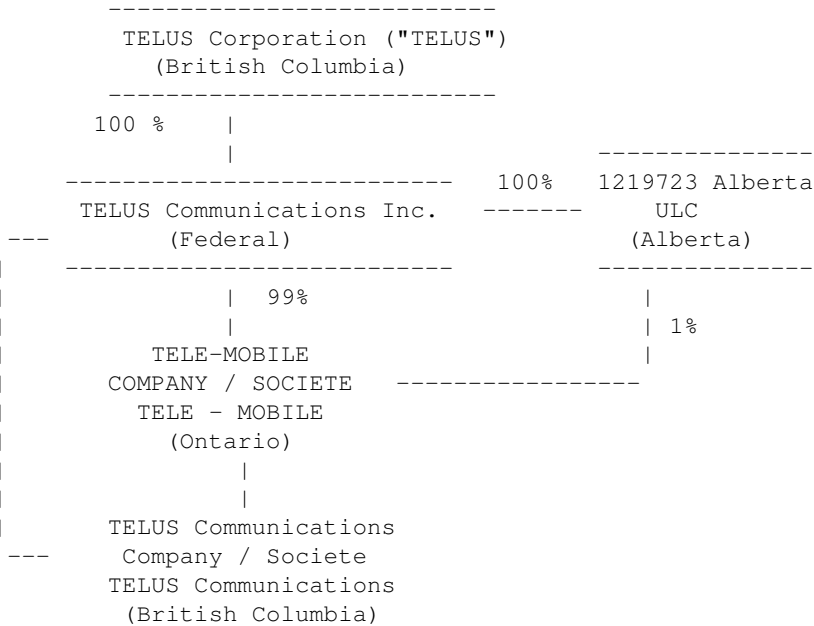 TELUS Corporation ("TELUS")
(British Columbia)
100 %
100% 1219723 Alberta
TELUS Communications Inc. ULC
(Federal) (Alberta)
99%
1%
TELE-MOBILE
COMPANY / SOCIETE
TELE - MOBILE
(Ontario)
TELUS Communications
Company / Societe
TELUS Communications
(British Columbia)